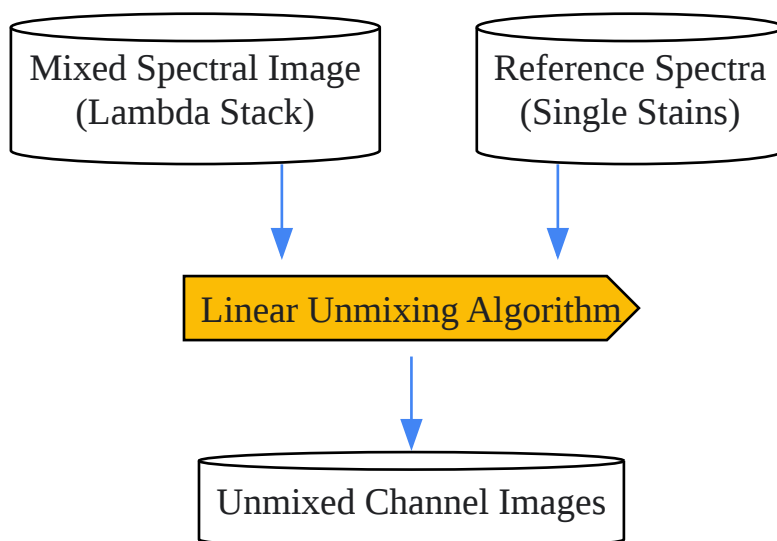 Mixed Spectral Image
(Lambda Stack)
Reference Spectra
(Single Stains)
Linear Unmixing Algorithm
Unmixed Channel Images